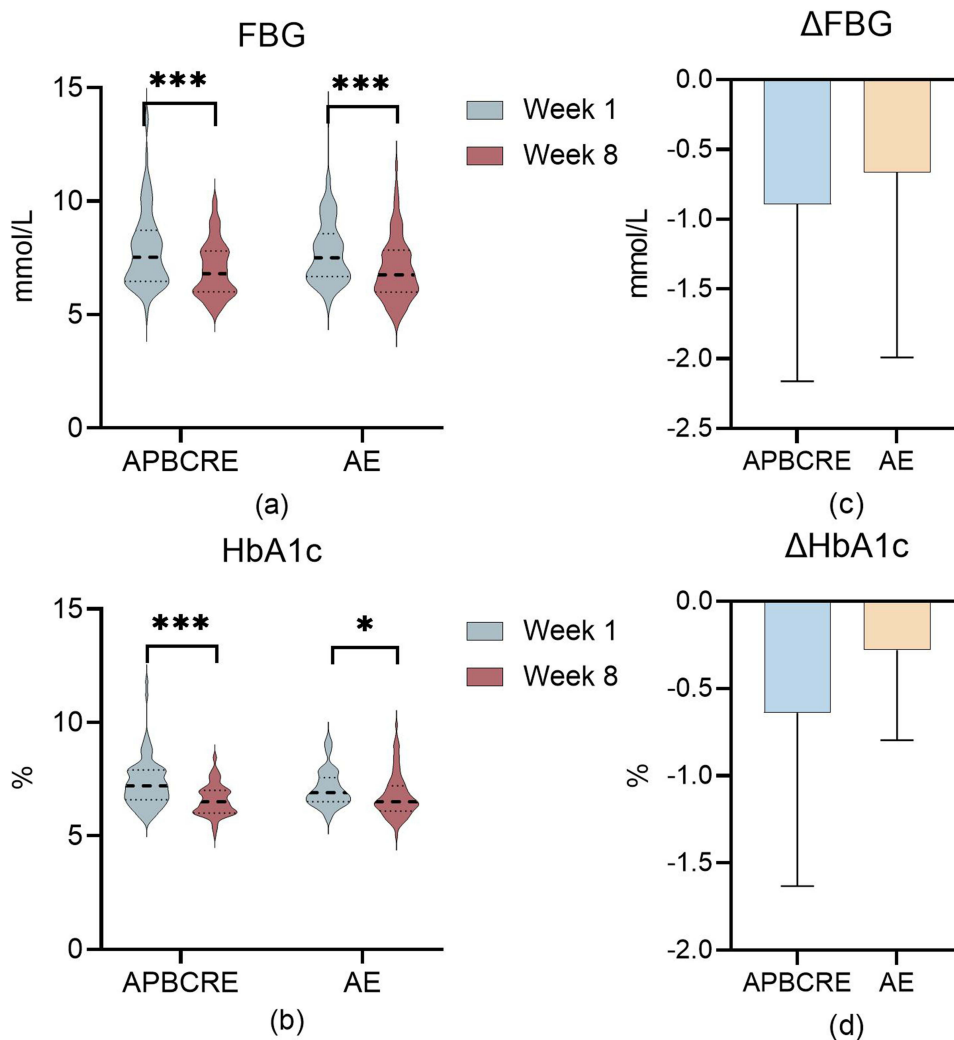 FBG
15
10
5
0
mmol/L
***
***
Week 1
Week 8
APBCRE
AE
(a)
ΔFBG
0.0
-0.5
-1.0
-1.5
-2.0
-2.5
mmol/L
APBCRE
AE
(c)
HbA1c
15
10
5
0
%
***
*
Week 1
Week 8
APBCRE
AE
(b)
ΔHbA1c
0.0
-0.5
-1.0
-1.5
-2.0
%
APBCRE
AE
(d)